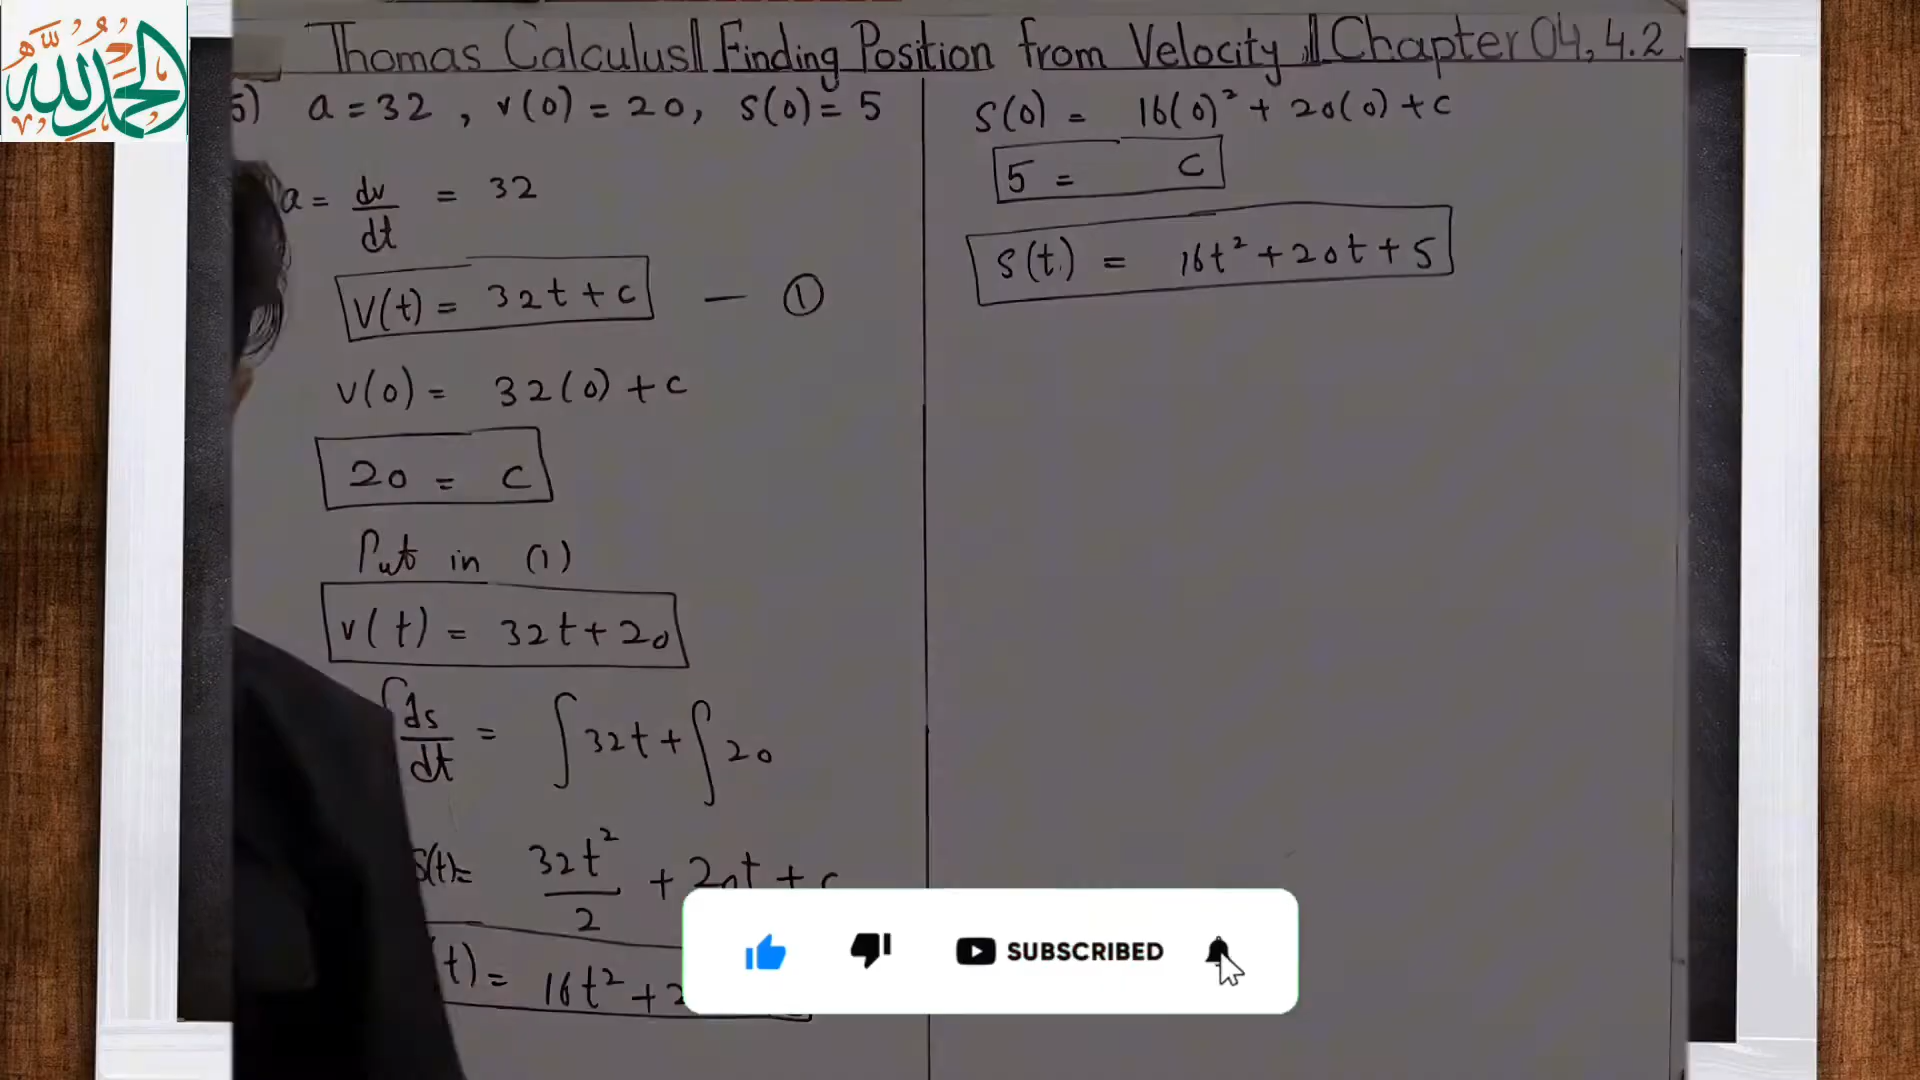 الحمد لله
Thomas Calculus|| Finding Position from Velocity || Chapter 04, 4.2
5) a = 32 , v(0) = 20, s(0) = 5
a = dv/dt = 32
V(t) = 32t + c — ①
v(0) = 32(0) + c
20 = c
Put in (1)
v(t) = 32t + 20
∫ds/dt = ∫32t + ∫20
S(t) = 32t²/2 + 20t + c
(t) = 16t² + 2
S(0) = 16(0)² + 20(0) + c
5 = c
S(t) = 16t² + 20t + 5
SUBSCRIBED